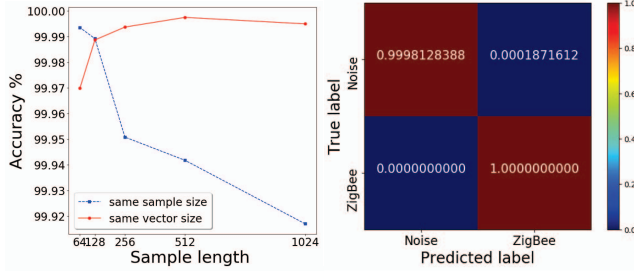 100.00
99.99
99.98
99.97
99.96
99.95
99.94
99.93
99.92
Accuracy %
same sample size
same vector size
64 128 256 512 1024
Sample length
True label
Noise
ZigBee
0.9998128388 0.0001871612
0.0000000000 1.0000000000
Noise ZigBee
Predicted label
1.0
0.8
0.6
0.4
0.2
0.0